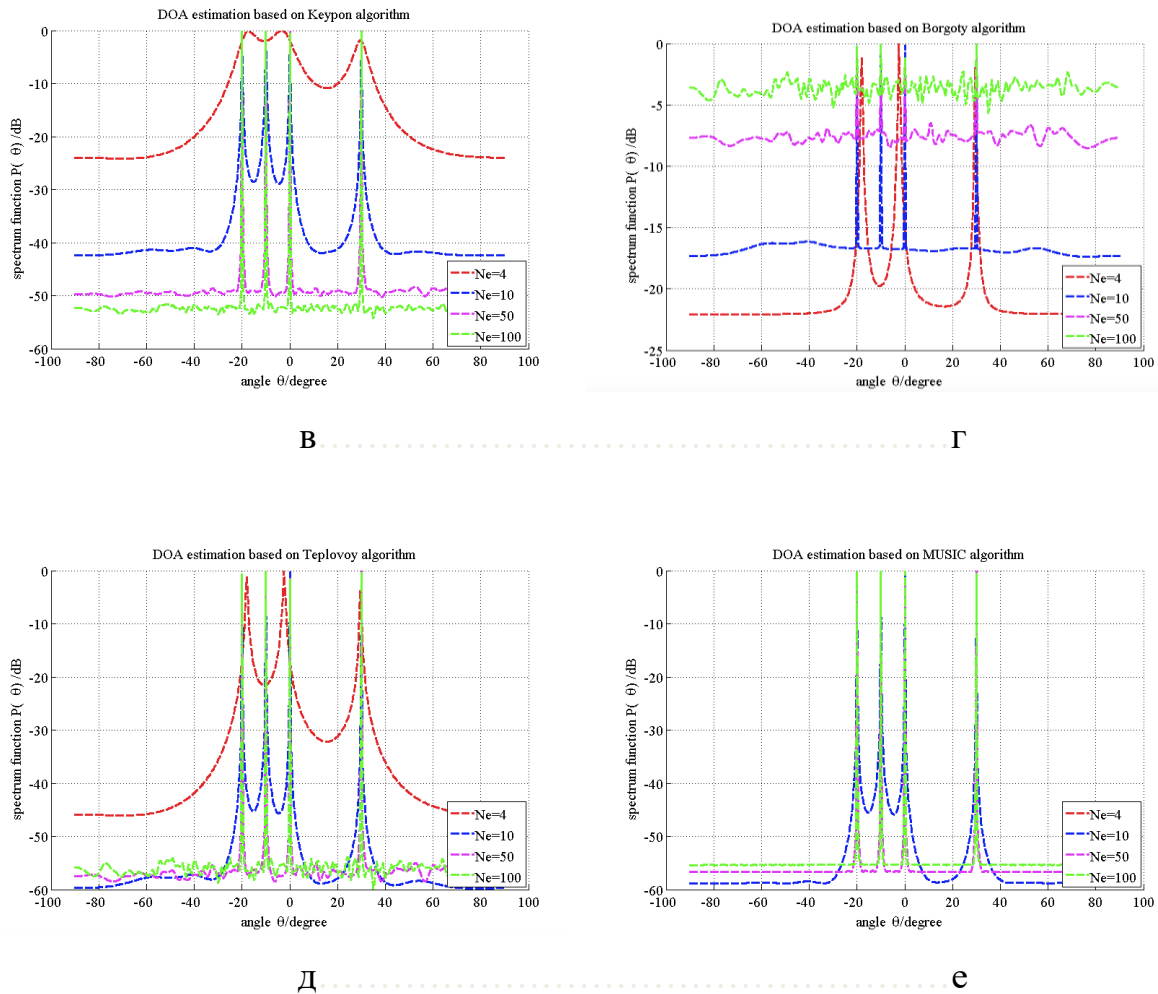 DOA estimation based on Keypon algorithm
spectrum function P( θ) /dB
0
-10
-20
-30
-40
-50
-60
-100 -80 -60 -40 -20 0 20 40 60 80 100
angle θ/degree
Ne=4
Ne=10
Ne=50
Ne=100
в
DOA estimation based on Borgoty algorithm
spectrum function P( θ) /dB
0
-5
-10
-15
-20
-25
-100 -80 -60 -40 -20 0 20 40 60 80 100
angle θ/degree
Ne=4
Ne=10
Ne=50
Ne=100
г
DOA estimation based on Teplovoy algorithm
spectrum function P( θ) /dB
0
-10
-20
-30
-40
-50
-60
-100 -80 -60 -40 -20 0 20 40 60 80 100
angle θ/degree
Ne=4
Ne=10
Ne=50
Ne=100
д
DOA estimation based on MUSIC algorithm
spectrum function P( θ) /dB
0
-10
-20
-30
-40
-50
-60
-100 -80 -60 -40 -20 0 20 40 60 80 100
angle θ/degree
Ne=4
Ne=10
Ne=50
Ne=100
е